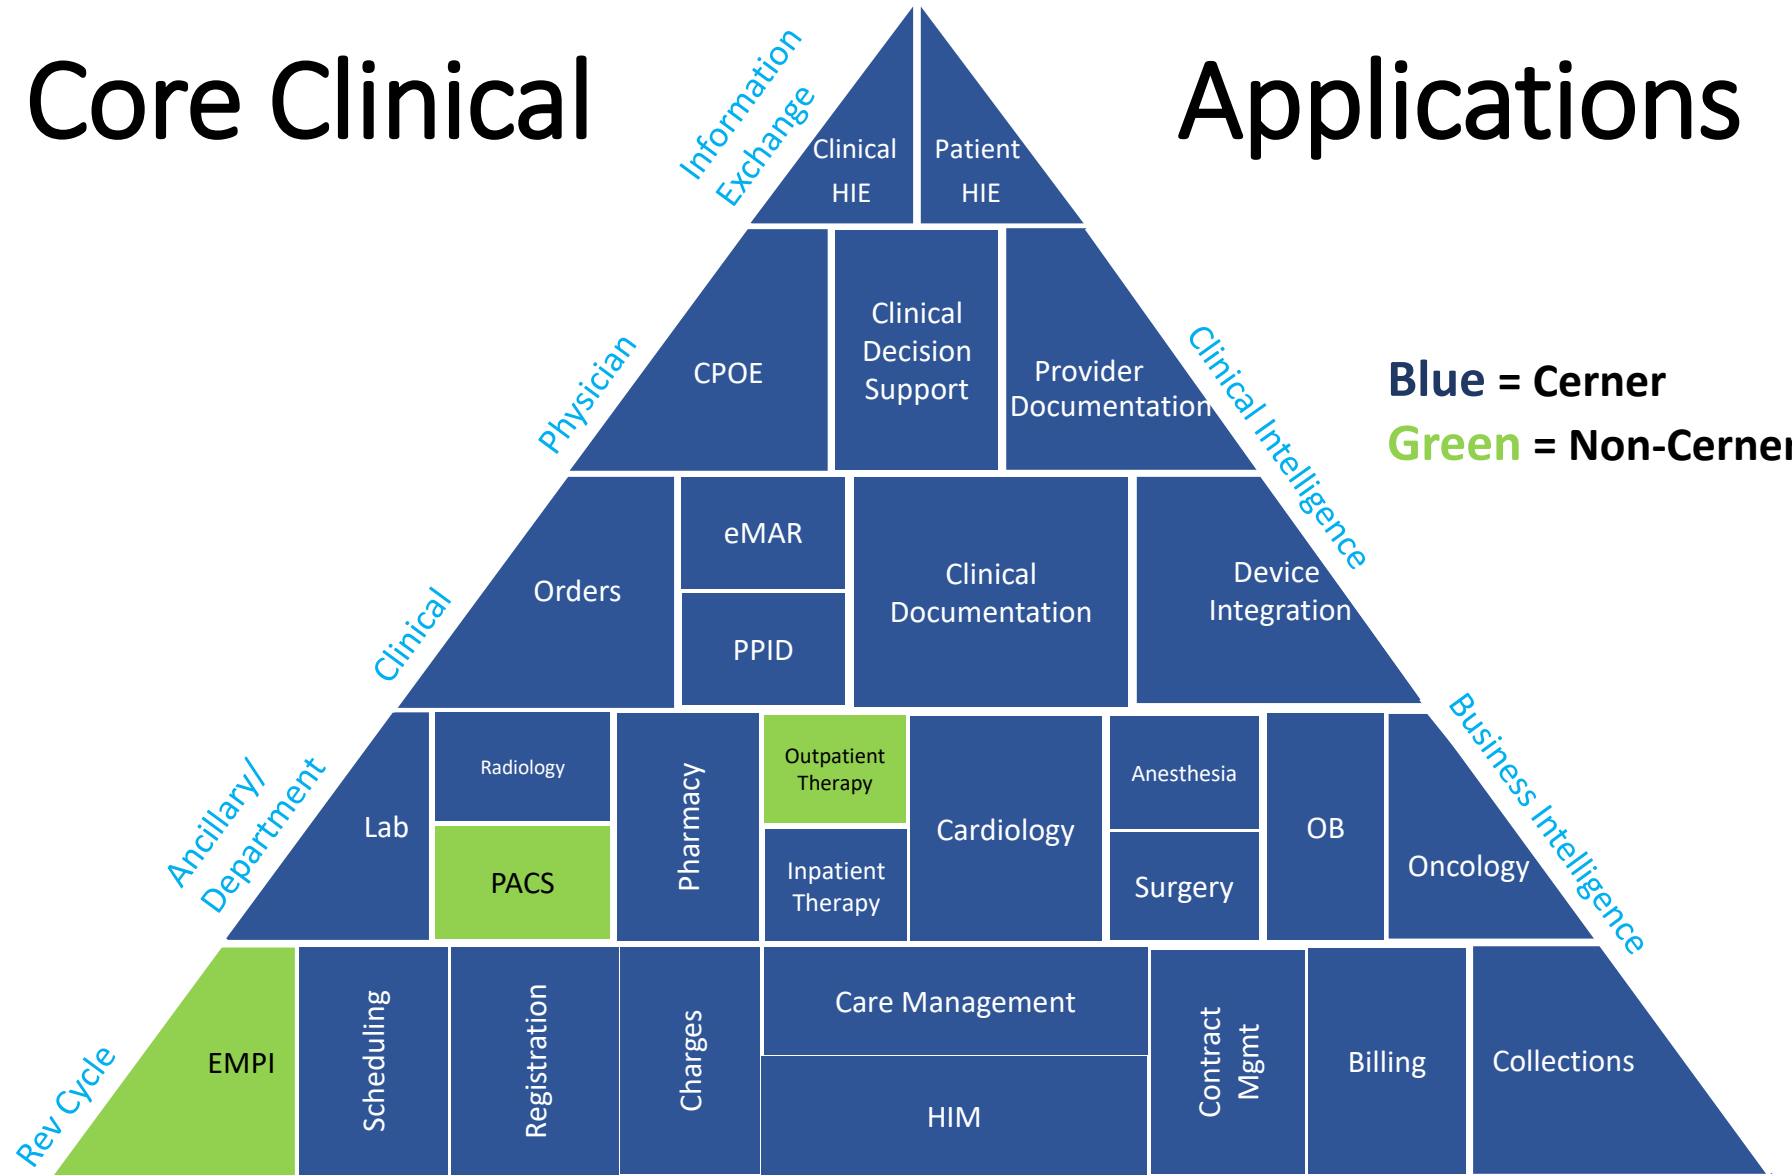 Core Clinical Applications
Information
Exchange
Clinical
HIE
Patient
HIE
Physician
CPOE
Clinical
Decision
Support
Provider
Documentation
Clinical Intelligence
Blue = Cerner
Green = Non-Cerner
Clinical
Orders
eMAR
PPID
Clinical
Documentation
Device
Integration
Ancillary/
Department
Lab
Radiology
PACS
Pharmacy
Outpatient
Therapy
Inpatient
Therapy
Cardiology
Anesthesia
Surgery
OB
Oncology
Business Intelligence
Rev Cycle
EMPI
Scheduling
Registration
Charges
Care Management
HIM
Contract
Mgmt
Billing
Collections